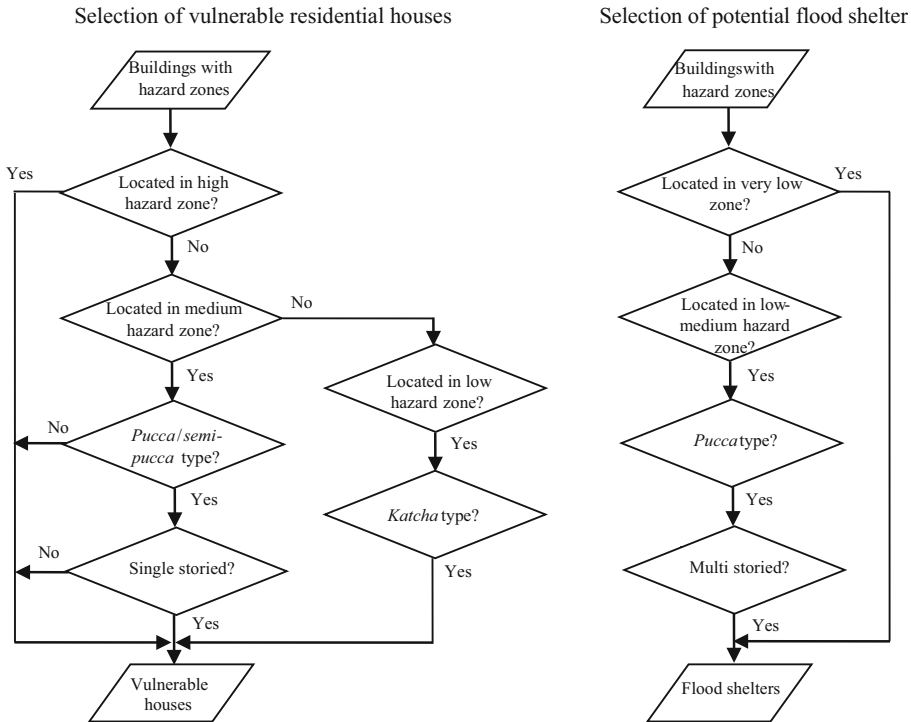 Selection of vulnerable residential houses
Buildings with
hazard zones
Yes
Located in high
hazard zone?
No
Located in medium
hazard zone?
No
Yes
Located in low
hazard zone?
No
Pucca/semi-
pucca type?
Yes
Yes
Katcha type?
No
Single storied?
Yes
Yes
Vulnerable
houses
Selection of potential flood shelter
Buildingswith
hazard zones
Located in very low
zone?
Yes
No
Located in low-
medium hazard
zone?
Yes
Pucca type?
Yes
Multi storied?
Yes
Flood shelters